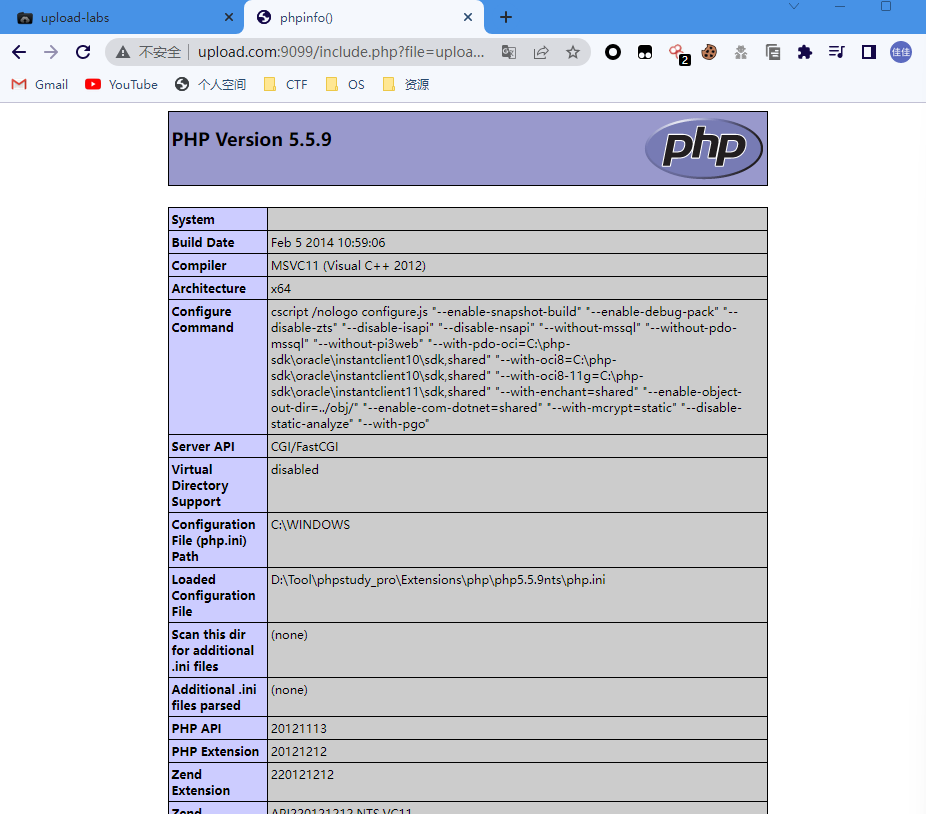 upload-labs
phpinfo()
不安全 upload.com:9099/include.php?file=uploa...
2
佳佳
Gmail YouTube 个人空间 CTF OS 资源
PHP Version 5.5.9
php
System
Build Date Feb 5 2014 10:59:06
Compiler MSVC11 (Visual C++ 2012)
Architecture x64
Configure
Command
cscript /nologo configure.js "--enable-snapshot-build" "--enable-debug-pack" "--
disable-zts" "--disable-isapi" "--disable-nsapi" "--without-mssql" "--without-pdo-
mssql" "--without-pi3web" "--with-pdo-oci=C:\php-
sdk\oracle\instantclient10\sdk,shared" "--with-oci8=C:\php-
sdk\oracle\instantclient10\sdk,shared" "--with-oci8-11g=C:\php-
sdk\oracle\instantclient11\sdk,shared" "--with-enchant=shared" "--enable-object-
out-dir=../obj/" "--enable-com-dotnet=shared" "--with-mcrypt=static" "--disable-
static-analyze" "--with-pgo"
Server API CGI/FastCGI
Virtual
Directory
Support
disabled
Configuration
File (php.ini)
Path
C:\WINDOWS
Loaded
Configuration
File
D:\Tool\phpstudy_pro\Extensions\php\php5.5.9nts\php.ini
Scan this dir
for additional
.ini files
(none)
Additional .ini
files parsed
(none)
PHP API 20121113
PHP Extension 20121212
Zend
Extension
220121212
Zend API220121212,NTS,VC11